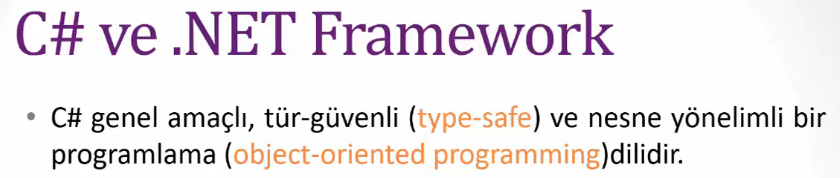 C# ve .NET Framework
• C# genel amaçlı, tür-güvenli (type-safe) ve nesne yönelimli bir
programlama (object-oriented programming)dilidir.